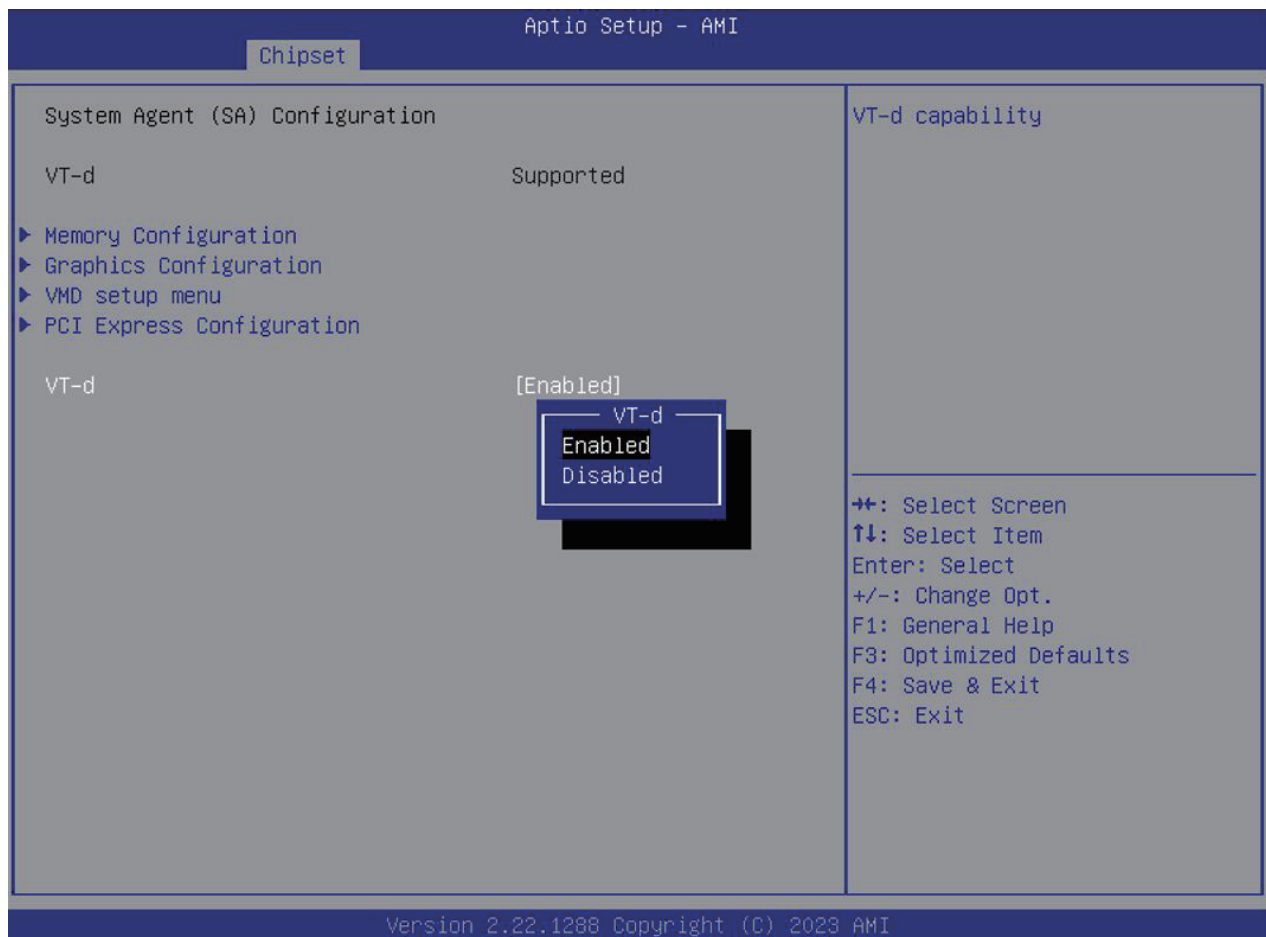 Aptio Setup – AMI
Chipset
System Agent (SA) Configuration
VT-d Supported
Memory Configuration
Graphics Configuration
VMD setup menu
PCI Express Configuration
VT-d [Enabled]
VT-d
Enabled
Disabled
VT-d capability
→←: Select Screen
↑↓: Select Item
Enter: Select
+/-: Change Opt.
F1: General Help
F3: Optimized Defaults
F4: Save & Exit
ESC: Exit
Version 2.22.1288 Copyright (C) 2023 AMI